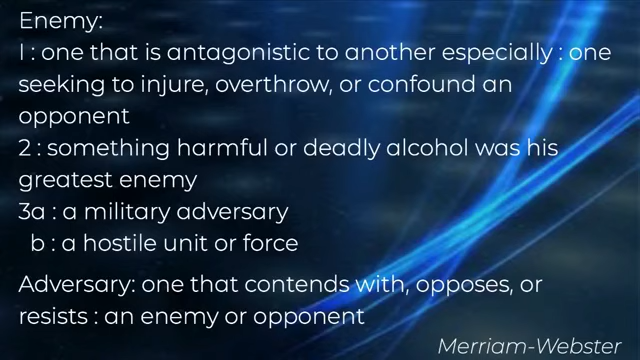 Enemy:
1 : one that is antagonistic to another especially : one
seeking to injure, overthrow, or confound an
opponent
2 : something harmful or deadly alcohol was his
greatest enemy
3a : a military adversary
b : a hostile unit or force
Adversary: one that contends with, opposes, or
resists : an enemy or opponent
Merriam-Webster